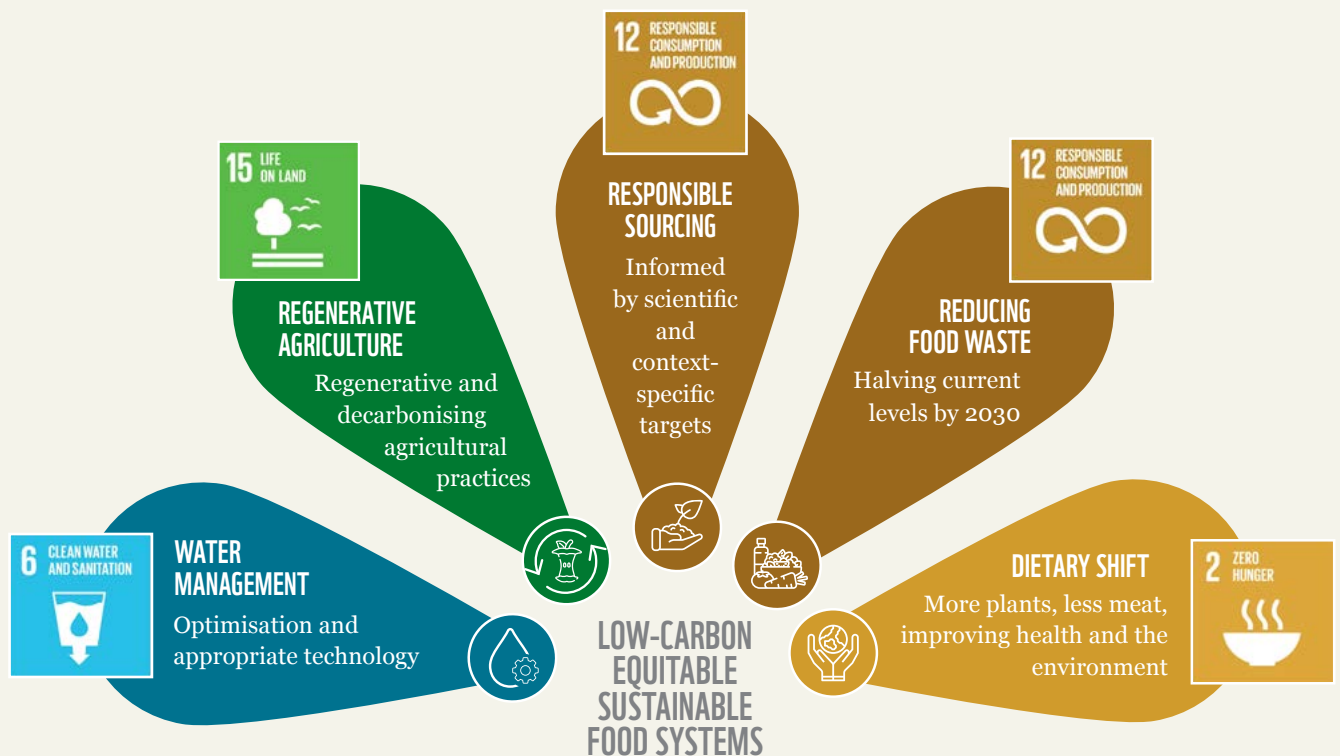 6 CLEAN WATER
AND SANITATION
WATER
MANAGEMENT
Optimisation and
appropriate technology
15 LIFE
ON LAND
REGENERATIVE
AGRICULTURE
Regenerative and
decarbonising
agricultural
practices
12 RESPONSIBLE
CONSUMPTION
AND PRODUCTION
RESPONSIBLE
SOURCING
Informed
by scientific
and
context-
specific
targets
12 RESPONSIBLE
CONSUMPTION
AND PRODUCTION
REDUCING
FOOD WASTE
Halving current
levels by 2030
2 ZERO
HUNGER
DIETARY SHIFT
More plants, less meat,
improving health and the
environment
LOW-CARBON
EQUITABLE
SUSTAINABLE
FOOD SYSTEMS